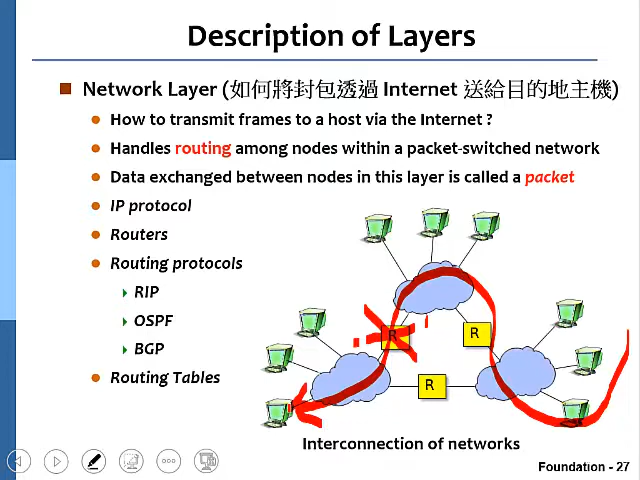 Description of Layers
Network Layer (如何將封包透過 Internet 送給目的地主機)
How to transmit frames to a host via the Internet ?
Handles routing among nodes within a packet-switched network
Data exchanged between nodes in this layer is called a packet
IP protocol
Routers
Routing protocols
RIP
OSPF
BGP
Routing Tables
R
R
R
Interconnection of networks
Foundation - 27